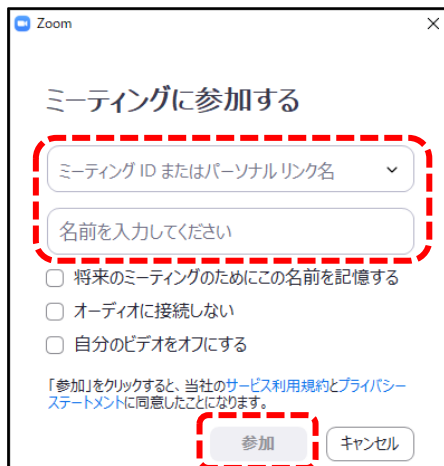 Zoom
ミーティングに参加する
ミーティング ID またはパーソナル リンク名
名前を入力してください
将来のミーティングのためにこの名前を記憶する
オーディオに接続しない
自分のビデオをオフにする
「参加」をクリックすると、当社のサービス利用規約とプライバシー
ステートメントに同意したことになります。
参加 キャンセル